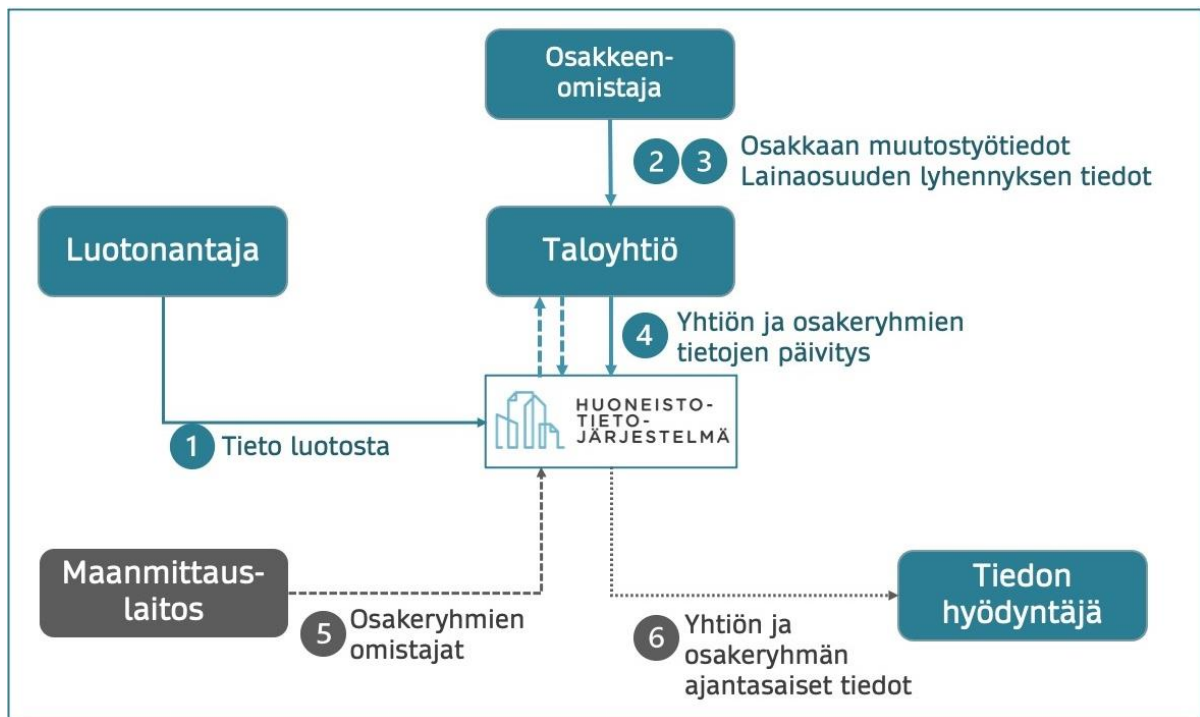 Osakkeen-
omistaja
2 3 Osakkaan muutostyötiedot
Lainaosuuden lyhennyksen tiedot
Luotonantaja
Taloyhtiö
4 Yhtiön ja osakeryhmien
tietojen päivitys
HUONEISTO-
TIETO-
JÄRJESTELMÄ
1 Tieto luotosta
Maanmittaus-
laitos
5 Osakeryhmien
omistajat
6 Yhtiön ja
osakeryhmän
ajantasaiset tiedot
Tiedon
hyödyntäjä